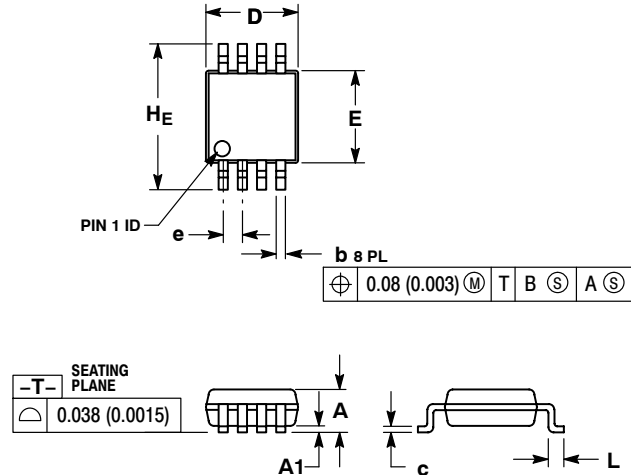 D
HE
E
PIN 1 ID
e
b 8 PL
⌖ 0.08 (0.003) Ⓜ T B Ⓢ A Ⓢ
–T– SEATING PLANE
⌓ 0.038 (0.0015)
A
A1
c
L